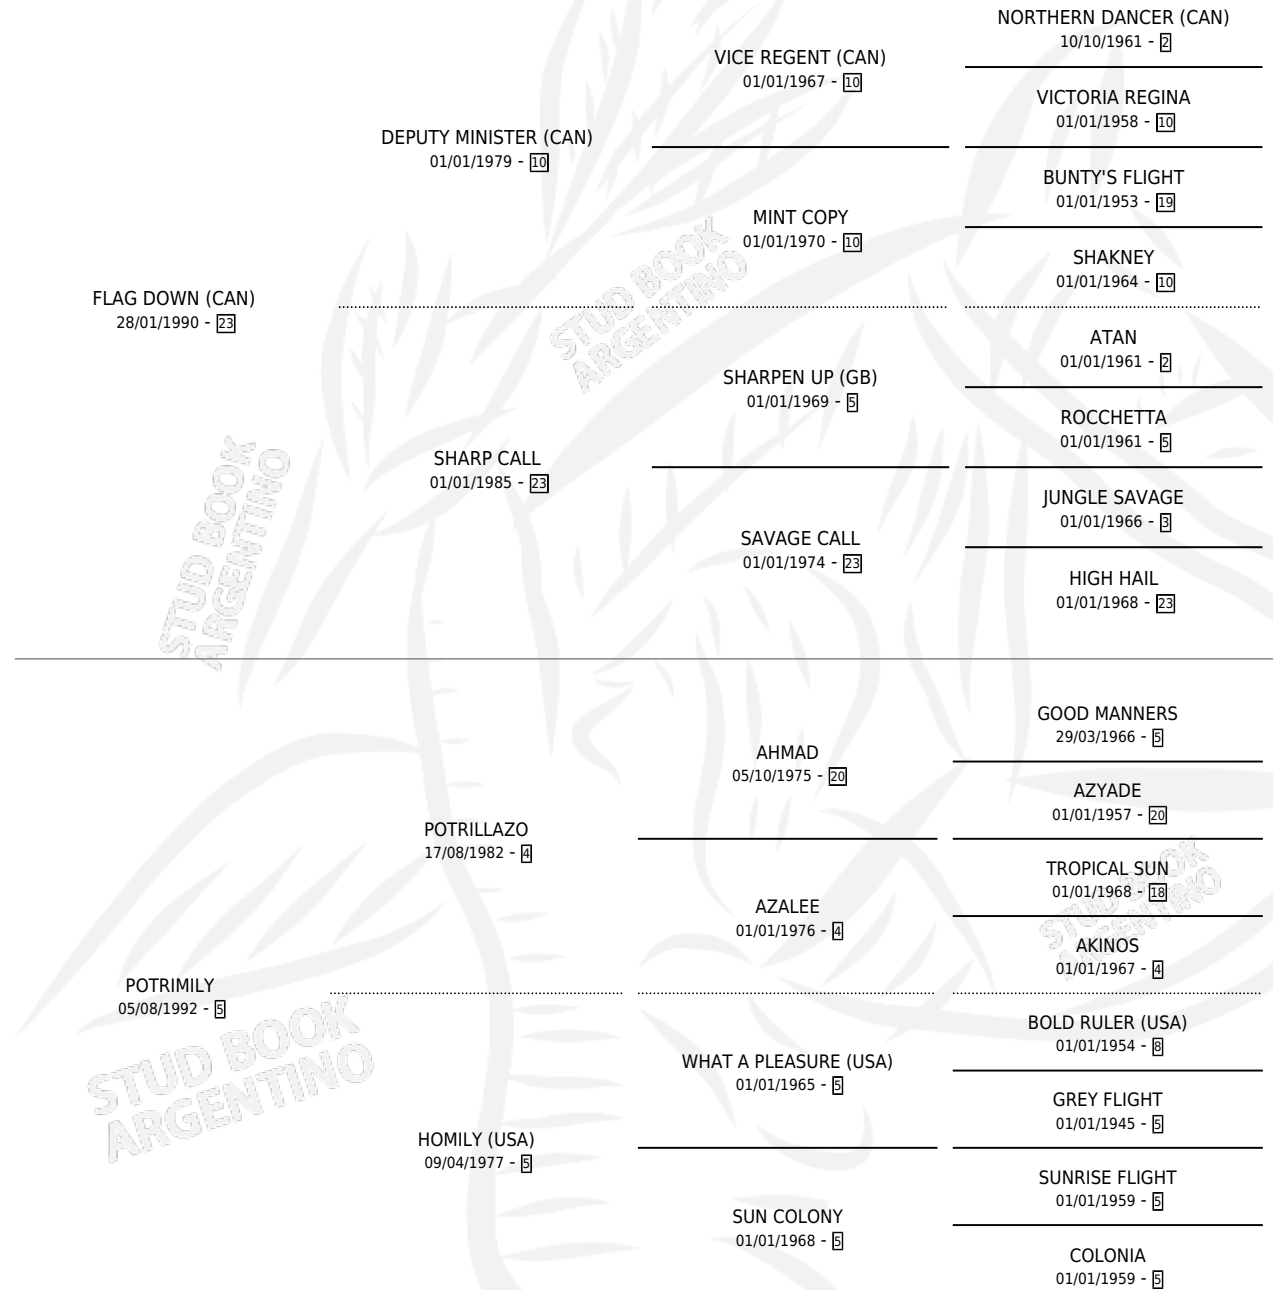 NORTHERN DANCER (CAN)
10/10/1961 - 2
VICE REGENT (CAN)
01/01/1967 - 10
VICTORIA REGINA
01/01/1958 - 10
DEPUTY MINISTER (CAN)
01/01/1979 - 10
BUNTY'S FLIGHT
01/01/1953 - 19
MINT COPY
01/01/1970 - 10
SHAKNEY
01/01/1964 - 10
FLAG DOWN (CAN)
28/01/1990 - 23
STUD BOOK
ARGENTINO
ATAN
01/01/1961 - 2
SHARPEN UP (GB)
01/01/1969 - 5
ROCCHETTA
01/01/1961 - 5
SHARP CALL
01/01/1985 - 23
JUNGLE SAVAGE
01/01/1966 - 3
SAVAGE CALL
01/01/1974 - 23
HIGH HAIL
01/01/1968 - 23
STUD BOOK
ARGENTINO
GOOD MANNERS
29/03/1966 - 5
AHMAD
05/10/1975 - 20
AZYADE
01/01/1957 - 20
POTRILLAZO
17/08/1982 - 4
TROPICAL SUN
01/01/1968 - 18
AZALEE
01/01/1976 - 4
AKINOS
01/01/1967 - 4
STUD BOOK
ARGENTINO
POTRIMILY
05/08/1992 - 5
BOLD RULER (USA)
01/01/1954 - 8
WHAT A PLEASURE (USA)
01/01/1965 - 5
GREY FLIGHT
01/01/1945 - 5
STUD BOOK
ARGENTINO
HOMILY (USA)
09/04/1977 - 5
SUNRISE FLIGHT
01/01/1959 - 5
SUN COLONY
01/01/1968 - 5
COLONIA
01/01/1959 - 5